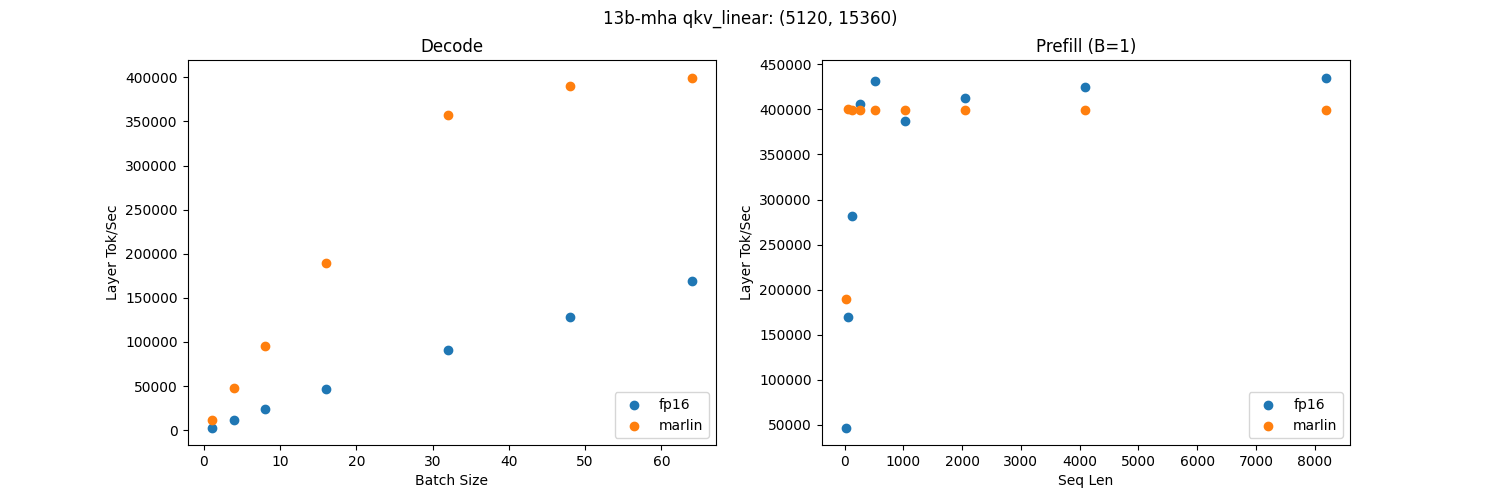 13b-mha qkv_linear: (5120, 15360)
Decode
400000
350000
300000
250000
200000
150000
100000
50000
0
Layer Tok/Sec
0 10 20 30 40 50 60
Batch Size
fp16
marlin
Prefill (B=1)
450000
400000
350000
300000
250000
200000
150000
100000
50000
Layer Tok/Sec
0 1000 2000 3000 4000 5000 6000 7000 8000
Seq Len
fp16
marlin